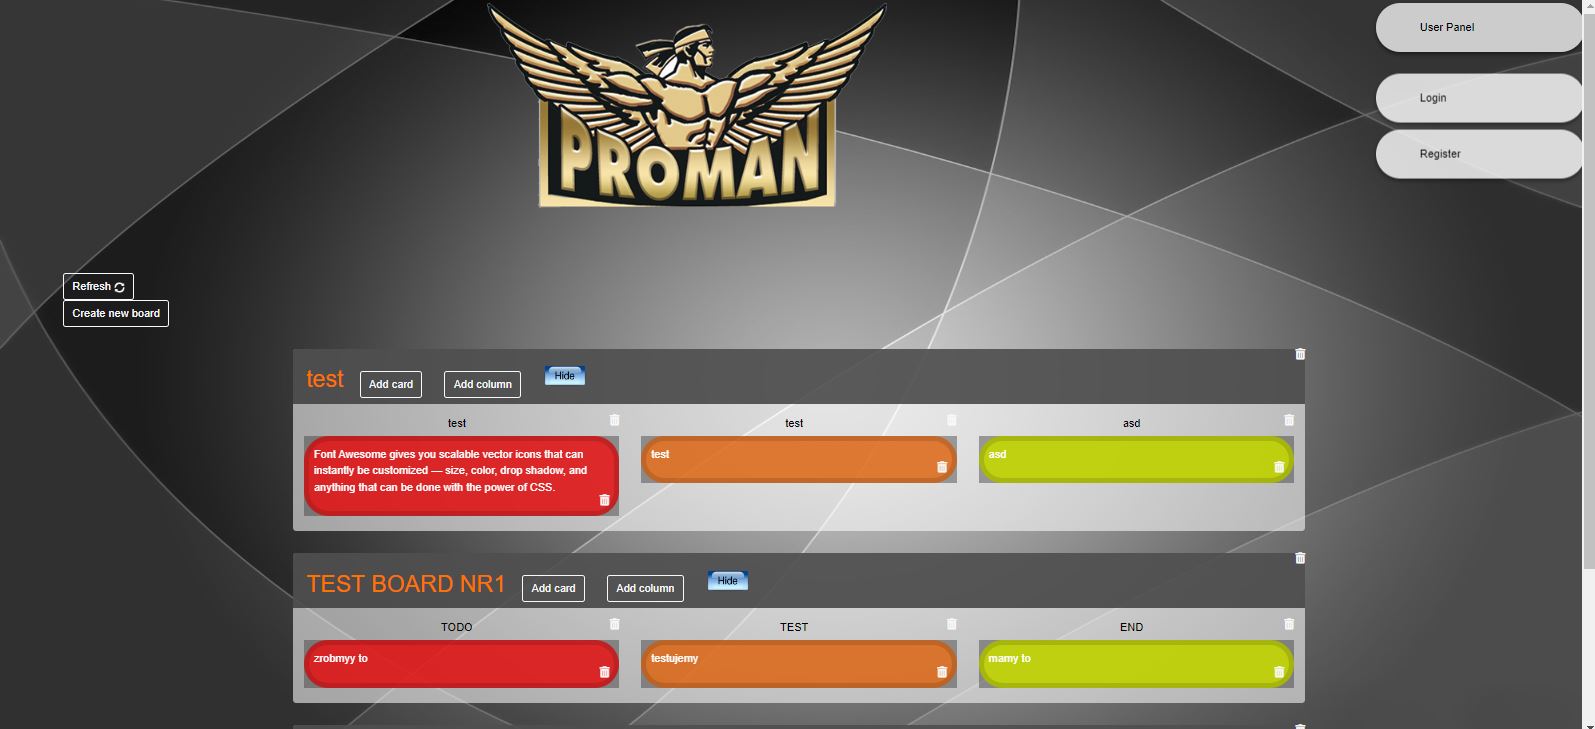 PROMAN
User Panel
Login
Register
Refresh
Create new board
test
Add card
Add column
Hide
test
test
asd
Font Awesome gives you scalable vector icons that can
instantly be customized — size, color, drop shadow, and
anything that can be done with the power of CSS.
test
asd
TEST BOARD NR1
Add card
Add column
Hide
TODO
TEST
END
zrobmyy to
testujemy
mamy to